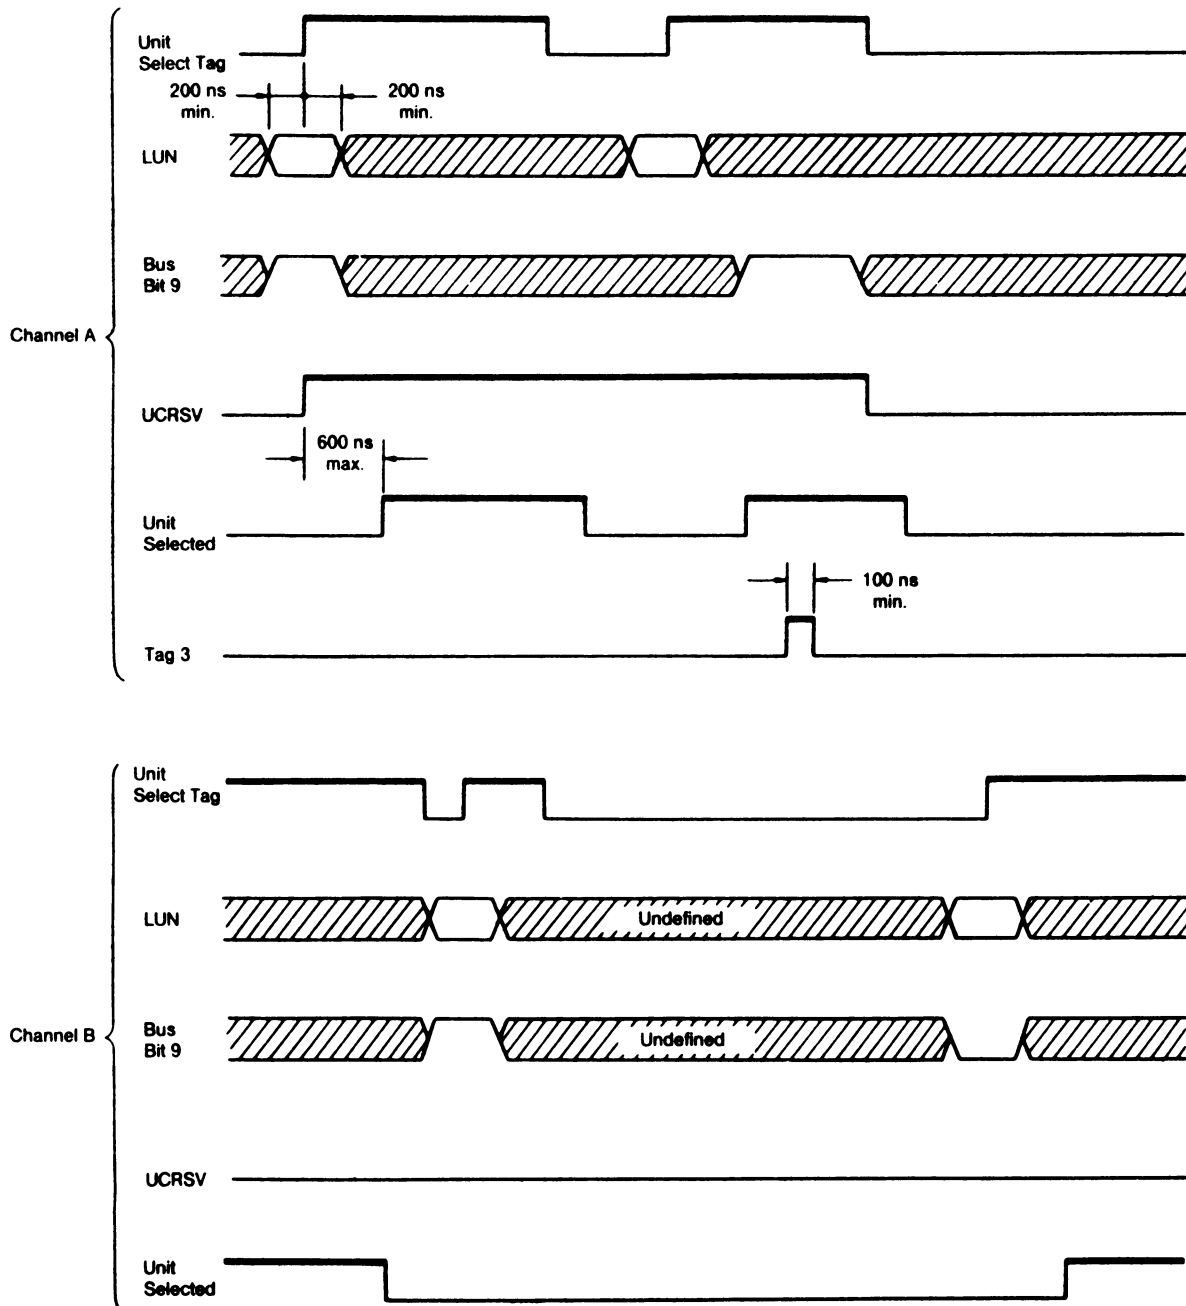 Unit
Select Tag
200 ns
min.
200 ns
min.
LUN
Bus
Bit 9
Channel A
UCRSV
600 ns
max.
Unit
Selected
100 ns
min.
Tag 3
Unit
Select Tag
LUN
Undefined
Channel B
Bus
Bit 9
Undefined
UCRSV
Unit
Selected